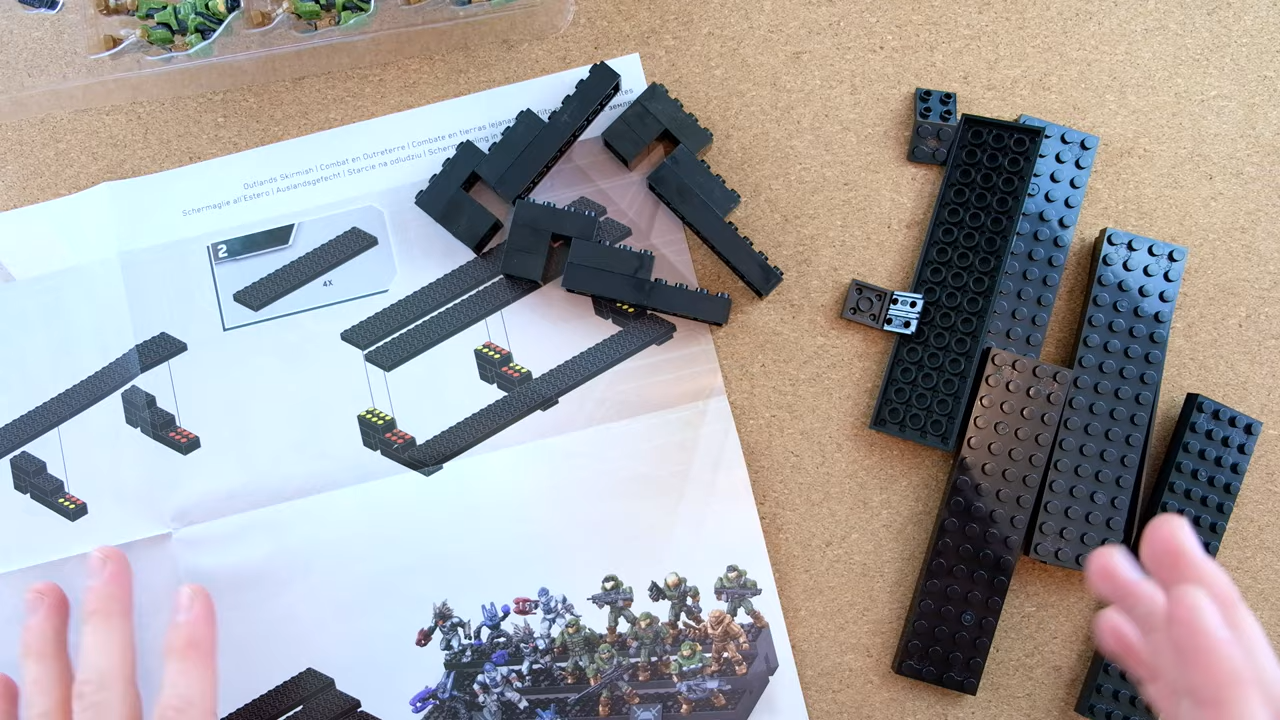 Outlands Skirmish | Combat en Outreterre | Combate en tierras lejanas
Schermaglie all'Estero | Auslandsgefecht | Starcie na odludziu
2
4X